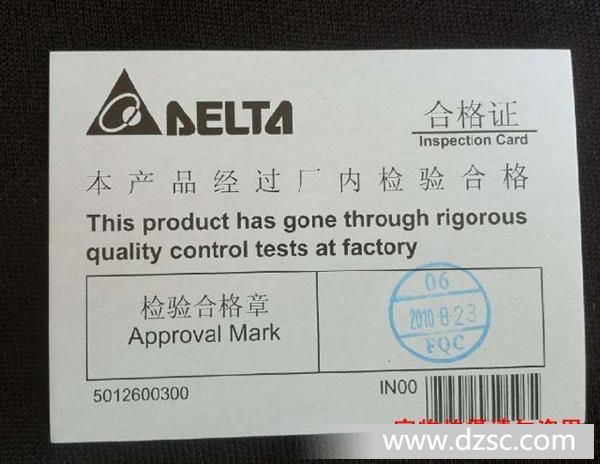 DELTA
合格证
Inspection Card
本产品经过厂内检验合格
This product has gone through rigorous
quality control tests at factory
检验合格章
Approval Mark
06
2010-8-23
FQC
5012600300
IN00
www.dzsc.com